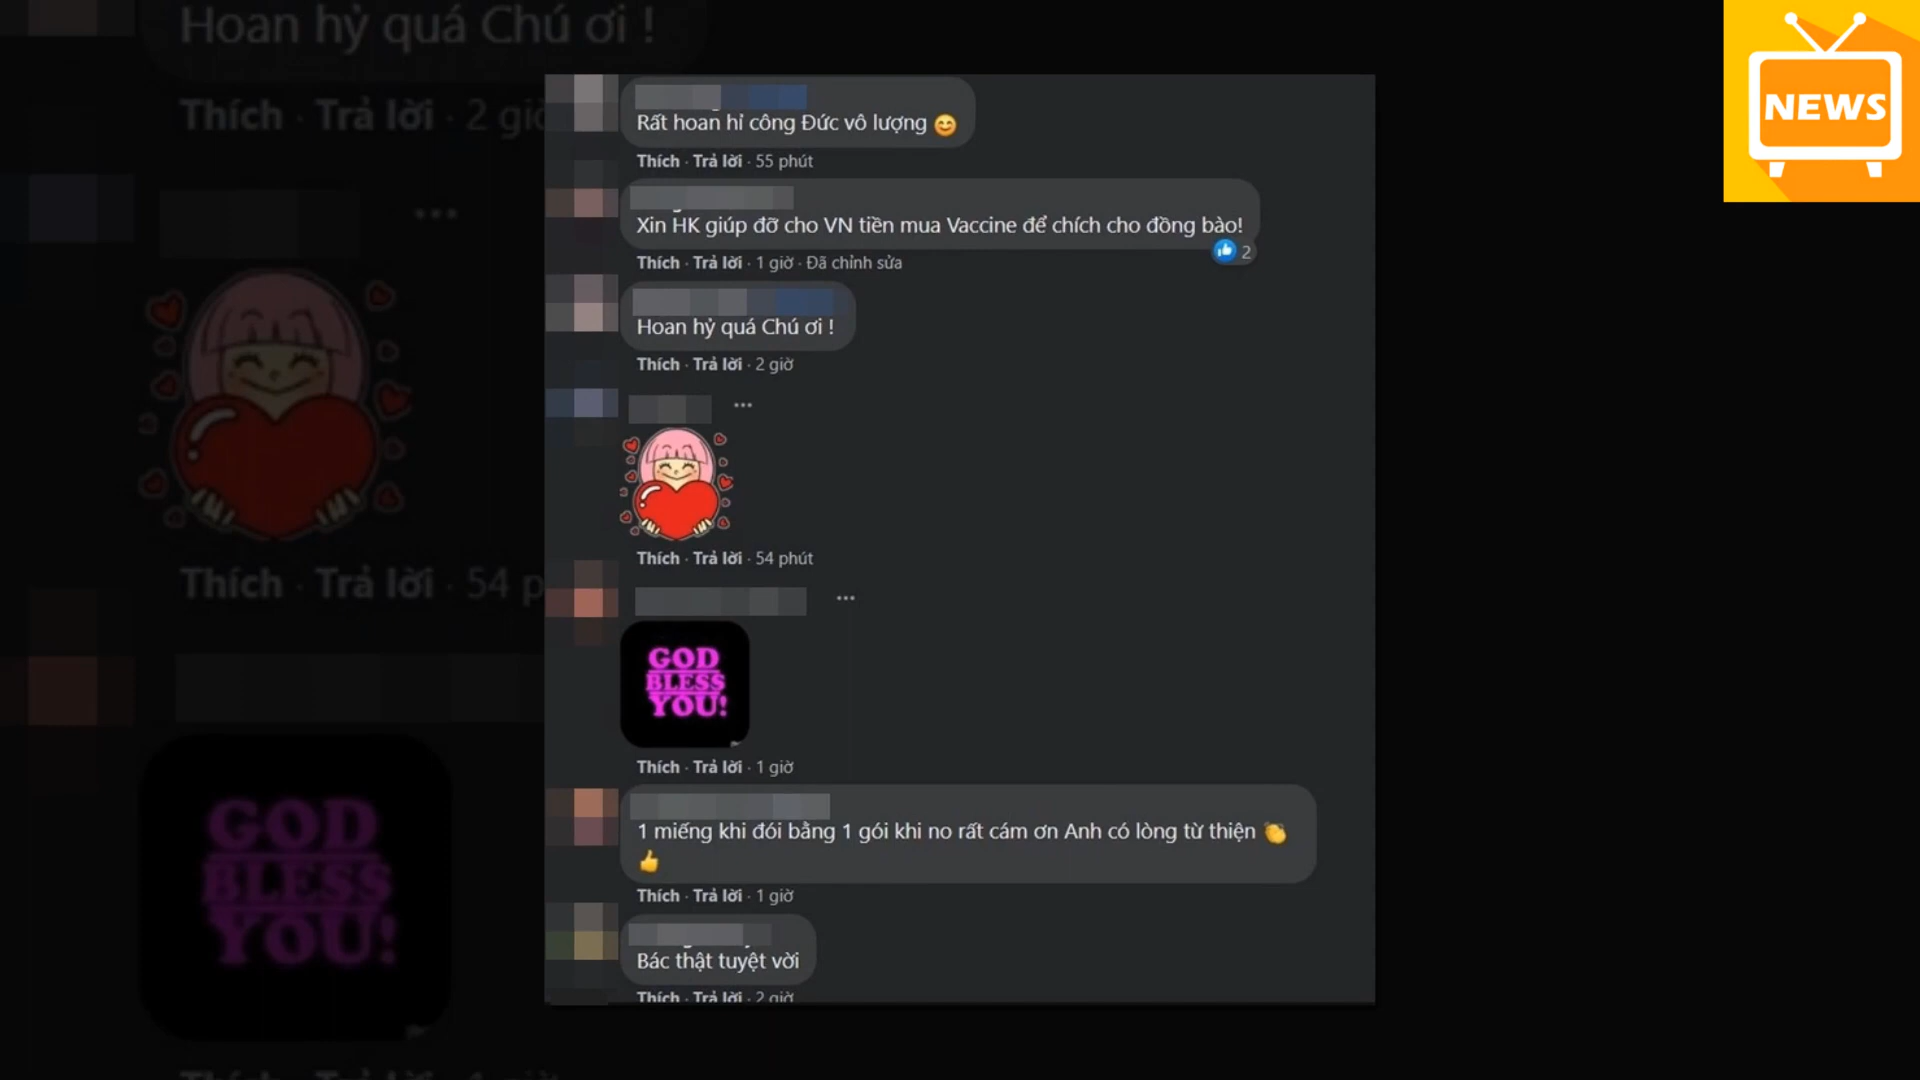 Hoan hỷ quá Chú ơi !
Thích · Trả lời · 2 giờ
Thích · Trả lời · 54 p
GOD
BLESS
YOU!
NEWS
Rất hoan hỉ công Đức vô lượng 😊
Thích · Trả lời · 55 phút
Xin HK giúp đỡ cho VN tiền mua Vaccine để chích cho đồng bào!
2
Thích · Trả lời · 1 giờ · Đã chỉnh sửa
Hoan hỷ quá Chú ơi !
Thích · Trả lời · 2 giờ
Thích · Trả lời · 54 phút
GOD
BLESS
YOU!
Thích · Trả lời · 1 giờ
1 miếng khi đói bằng 1 gói khi no rất cám ơn Anh có lòng từ thiện 👏
👍
Thích · Trả lời · 1 giờ
Bác thật tuyệt vời
Thích · Trả lời · 2 giờ